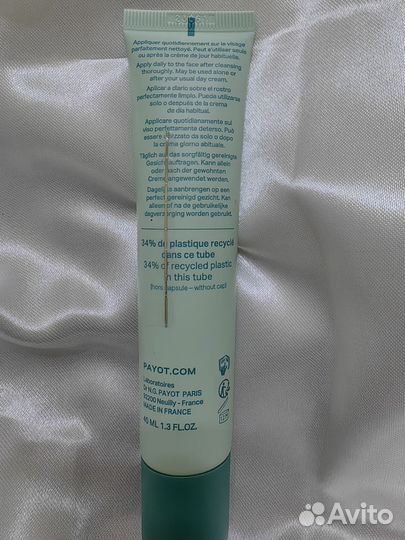 Appliquer quotidiennement sur le visage
parfaitement nettoyé. Peut s'utiliser seul
ou après la crème de jour habituelle.
Apply daily to the face after cleansing
thoroughly. May be used alone or
after your usual day cream.
Aplicar a diario sobre el rostro
perfectamente limpio. Puede utilizarse
solo o después de la crema
de día habitual.
Applicare quotidianamente sul
viso perfettamente deterso. Può
essere utilizzato da solo o dopo
la crema giorno abituale.
Täglich auf das sorgfältig gereinigte
Gesicht auftragen. Kann allein
oder nach der gewohnten
Creme angewendet werden.
Dagelijks aanbrengen op een
perfect gereinigd gezicht. Kan
alleen of na de gebruikelijke
dagverzorging worden gebruikt.
34% de plastique recyclé
dans ce tube
34% of recycled plastic
in this tube
(hors capsule – without cap)
PAYOT.COM
Laboratoires
Dr N.G. PAYOT PARIS
92200 Neuilly - France
MADE IN FRANCE
40 ML 1.3 FL.OZ.
Avito